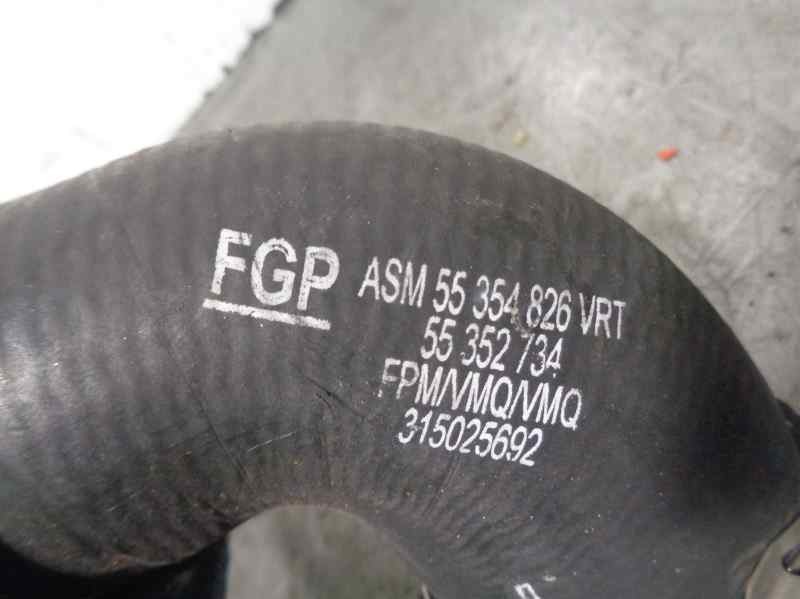 FGP ASM 55 354 826 VRT
55 352 734
FPM/VMQ/VMQ
315025692